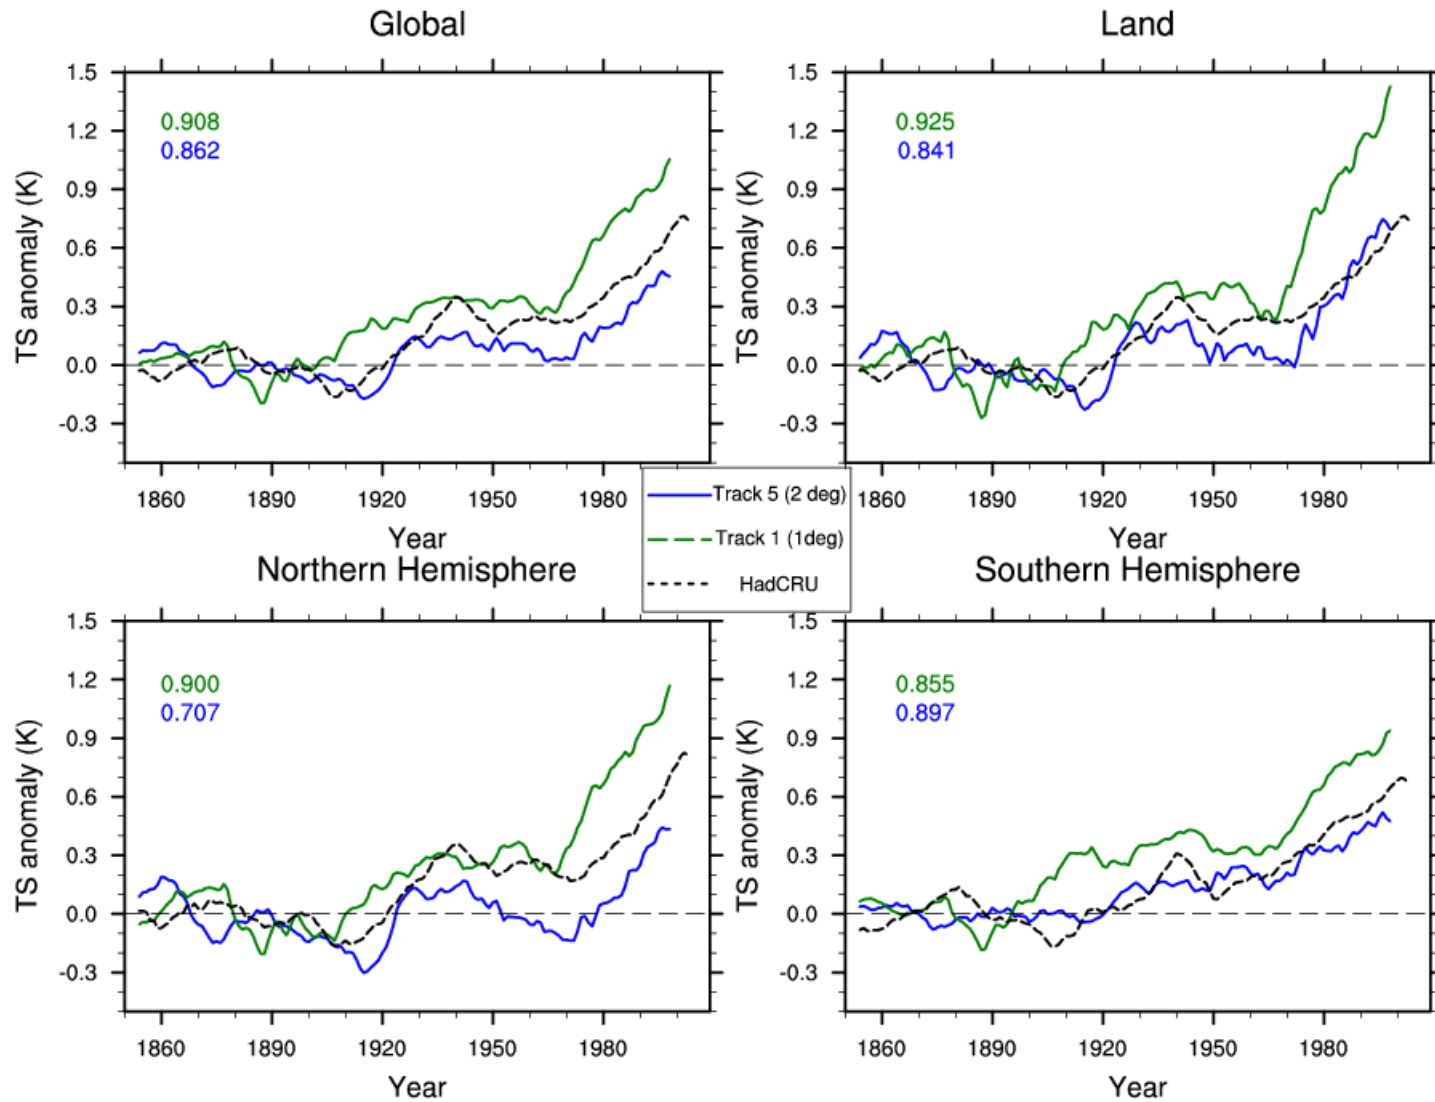 Global
1.5
1.2
0.9
0.6
0.3
0.0
-0.3
TS anomaly (K)
0.908
0.862
1860 1890 1920 1950 1980
Year
Land
1.5
1.2
0.9
0.6
0.3
0.0
-0.3
TS anomaly (K)
0.925
0.841
1860 1890 1920 1950 1980
Year
Track 5 (2 deg)
Track 1 (1deg)
HadCRU
Northern Hemisphere
1.5
1.2
0.9
0.6
0.3
0.0
-0.3
TS anomaly (K)
0.900
0.707
1860 1890 1920 1950 1980
Year
Southern Hemisphere
1.5
1.2
0.9
0.6
0.3
0.0
-0.3
TS anomaly (K)
0.855
0.897
1860 1890 1920 1950 1980
Year